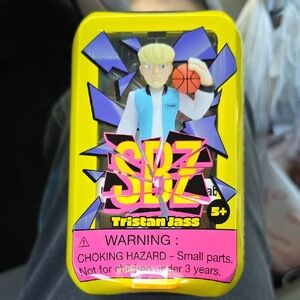 SBZ
Tristan Jass
5+
WARNING :
CHOKING HAZARD – Small parts.
Not for children under 3 years.